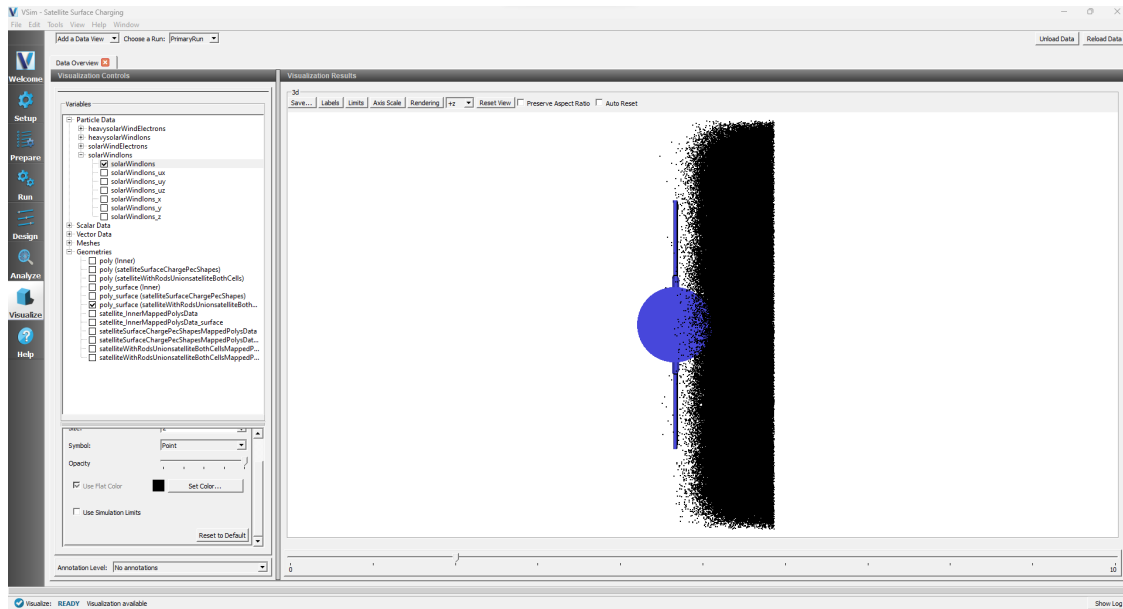 VSim - Satellite Surface Charging
File Edit Tools View Help Window
Add a Data View Choose a Run: PrimaryRun Unload Data Reload Data
Data Overview
Visualization Controls
Visualization Results
Welcome
Setup
Prepare
Run
Design
Analyze
Visualize
Help
Variables
Particle Data
heavysolarWindElectrons
heavysolarWindIons
solarWindElectrons
solarWindIons
solarWindIons
solarWindIons_ux
solarWindIons_uy
solarWindIons_uz
solarWindIons_x
solarWindIons_y
solarWindIons_z
Scalar Data
Vector Data
Meshes
Geometries
poly (Inner)
poly (satelliteSurfaceChargePecShapes)
poly (satelliteWithRodsUnionsatelliteBothCells)
poly_surface (Inner)
poly_surface (satelliteSurfaceChargePecShapes)
poly_surface (satelliteWithRodsUnionsatelliteBoth...
satellite_InnerMappedPolysData
satellite_InnerMappedPolysData_surface
satelliteSurfaceChargePecShapesMappedPolysData
satelliteSurfaceChargePecShapesMappedPolysDat...
satelliteWithRodsUnionsatelliteBothCellsMappedP...
satelliteWithRodsUnionsatelliteBothCellsMappedP...
Symbol: Point
Opacity
Use Flat Color Set Color...
Use Simulation Limits
Reset to Default
Annotation Level: No annotations
3d
Save... Labels Limits Axis Scale Rendering +z Reset View Preserve Aspect Ratio Auto Reset
0 10
Visualize: READY Visualization available Show Log